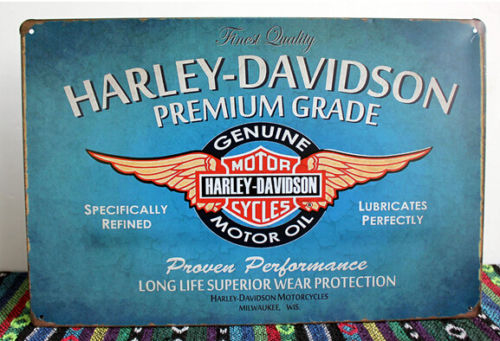 Finest Quality
HARLEY-DAVIDSON
PREMIUM GRADE
GENUINE
MOTOR
HARLEY-DAVIDSON
CYCLES
MOTOR OIL
SPECIFICALLY
REFINED
LUBRICATES
PERFECTLY
Proven Performance
LONG LIFE SUPERIOR WEAR PROTECTION
HARLEY-DAVIDSON MOTORCYCLES
MILWAUKEE, WIS.